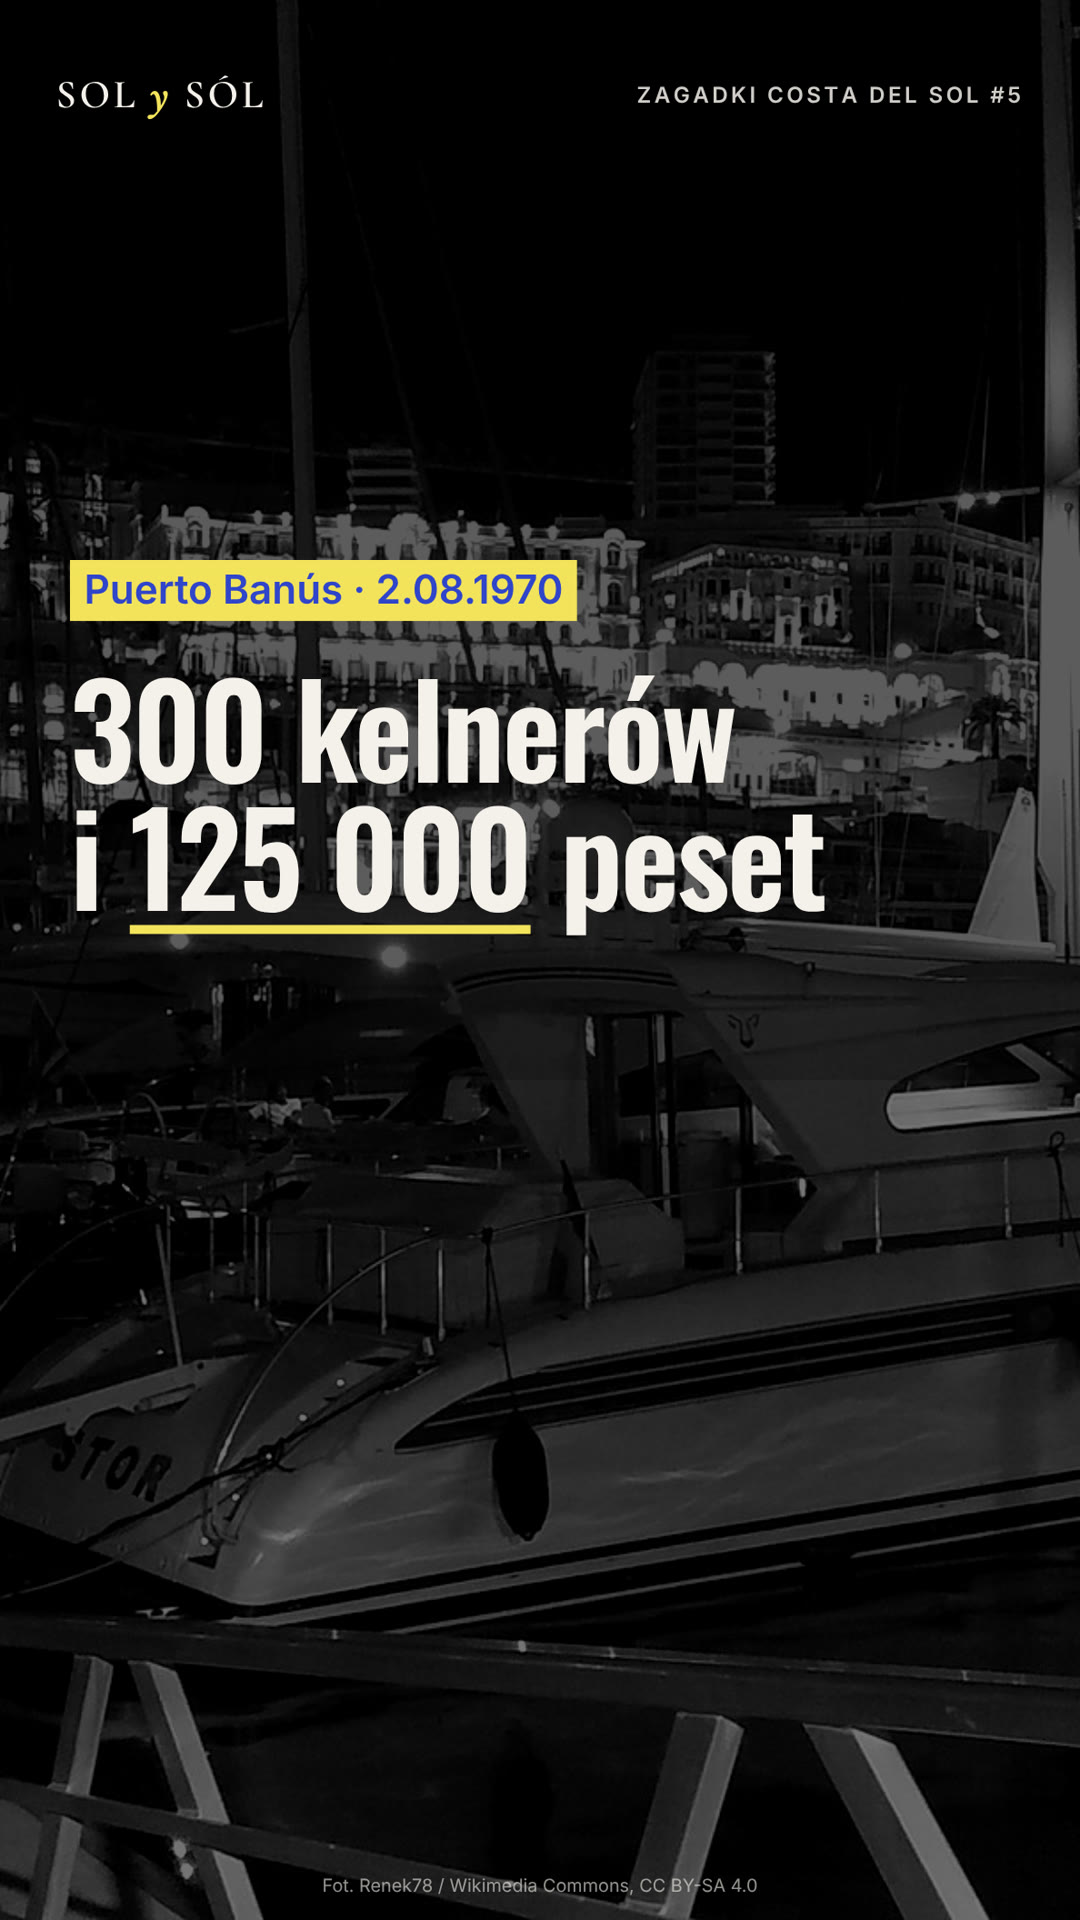 SOL y SÓL
ZAGADKI COSTA DEL SOL #5
Puerto Banús · 2.08.1970
300 kelnerów
i 125 000 peset
STOR
Fot. Renek78 / Wikimedia Commons, CC BY-SA 4.0